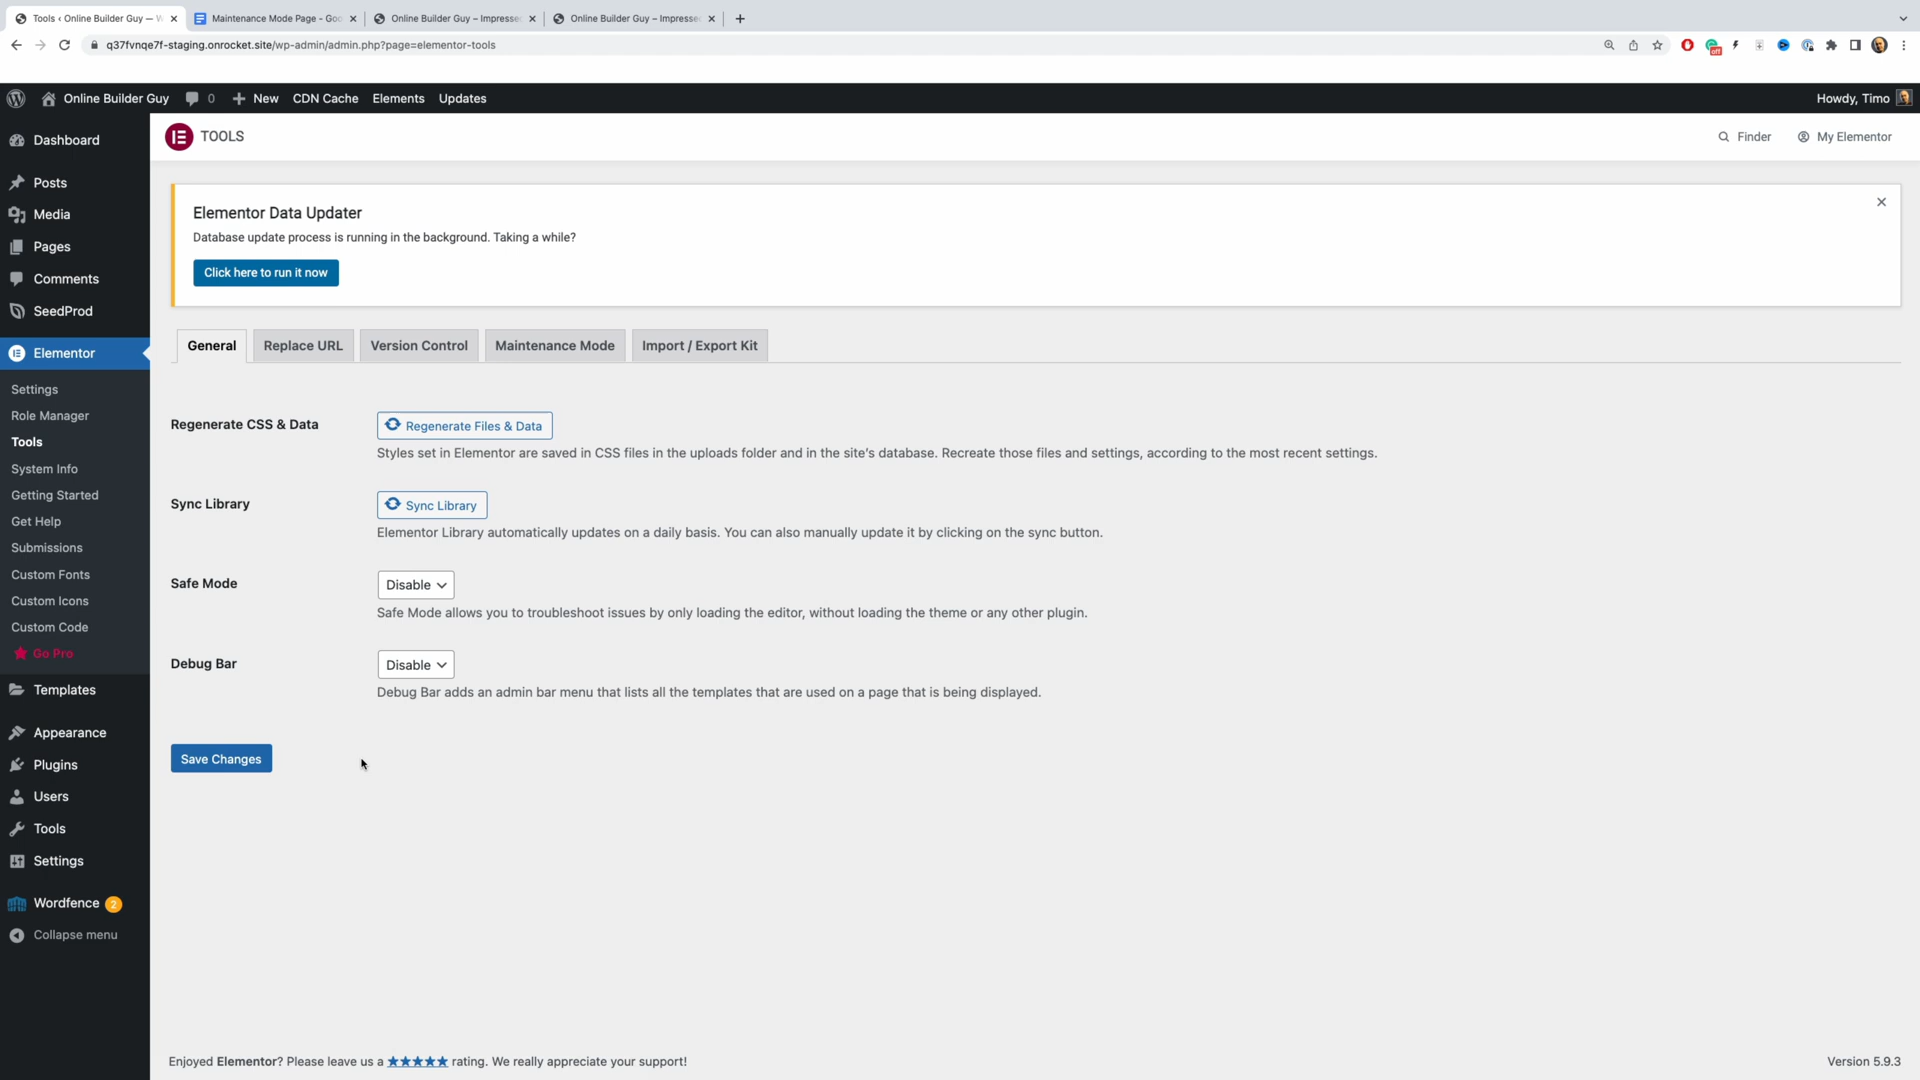 Tools ‹ Online Builder Guy — W
Maintenance Mode Page - Goo
Online Builder Guy – Impresse
Online Builder Guy – Impresse
q37fvnqe7f-staging.onrocket.site/wp-admin/admin.php?page=elementor-tools
off
Online Builder Guy
0
New
CDN Cache
Elements
Updates
Howdy, Timo
Dashboard
Posts
Media
Pages
Comments
SeedProd
Elementor
Settings
Role Manager
Tools
System Info
Getting Started
Get Help
Submissions
Custom Fonts
Custom Icons
Custom Code
Go Pro
Templates
Appearance
Plugins
Users
Tools
Settings
Wordfence 2
Collapse menu
TOOLS
Finder
My Elementor
Elementor Data Updater
Database update process is running in the background. Taking a while?
Click here to run it now
General
Replace URL
Version Control
Maintenance Mode
Import / Export Kit
Regenerate CSS & Data
Regenerate Files & Data
Styles set in Elementor are saved in CSS files in the uploads folder and in the site's database. Recreate those files and settings, according to the most recent settings.
Sync Library
Sync Library
Elementor Library automatically updates on a daily basis. You can also manually update it by clicking on the sync button.
Safe Mode
Disable
Safe Mode allows you to troubleshoot issues by only loading the editor, without loading the theme or any other plugin.
Debug Bar
Disable
Debug Bar adds an admin bar menu that lists all the templates that are used on a page that is being displayed.
Save Changes
Enjoyed Elementor? Please leave us a ★★★★★ rating. We really appreciate your support!
Version 5.9.3